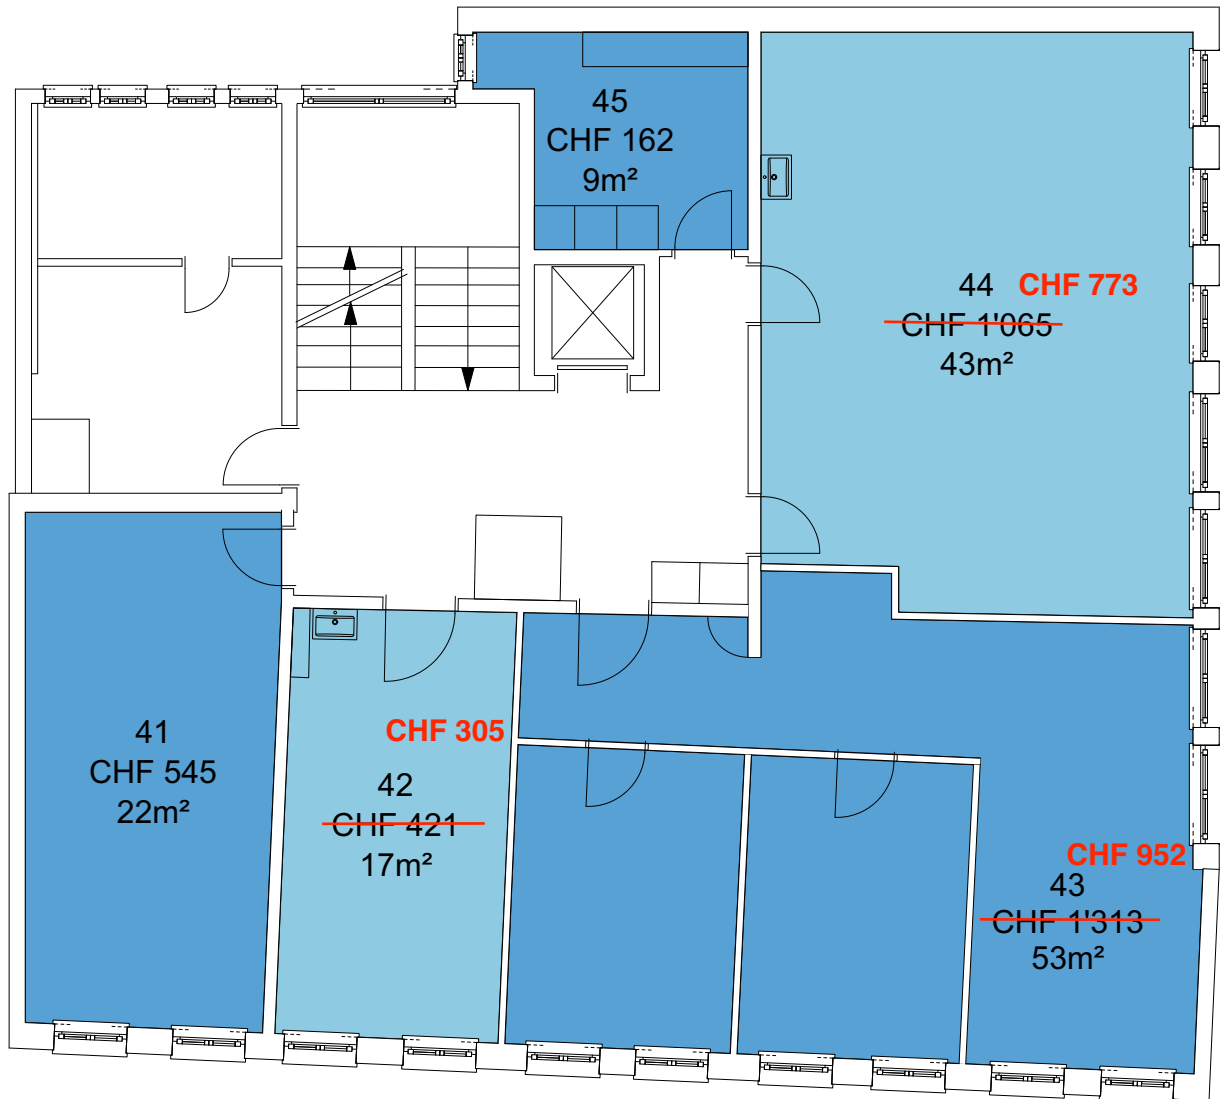 45
CHF 162
9m²
44 CHF 773
CHF 1'065
43m²
41
CHF 545
22m²
CHF 305
42
CHF 421
17m²
CHF 952
43
CHF 1'313
53m²